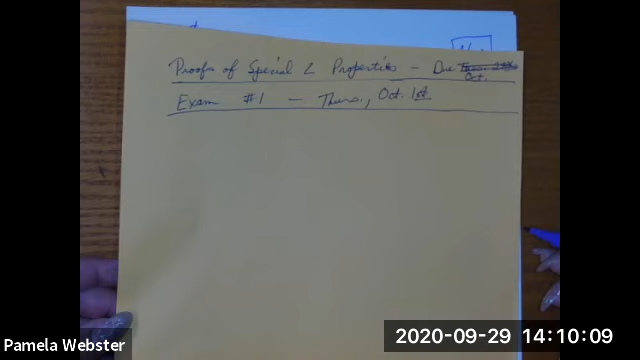 Proofs of Special 2 Properties - Due
Oct.
Exam #1 - Thurs., Oct. 1st
Pamela Webster
2020-09-29 14:10:09